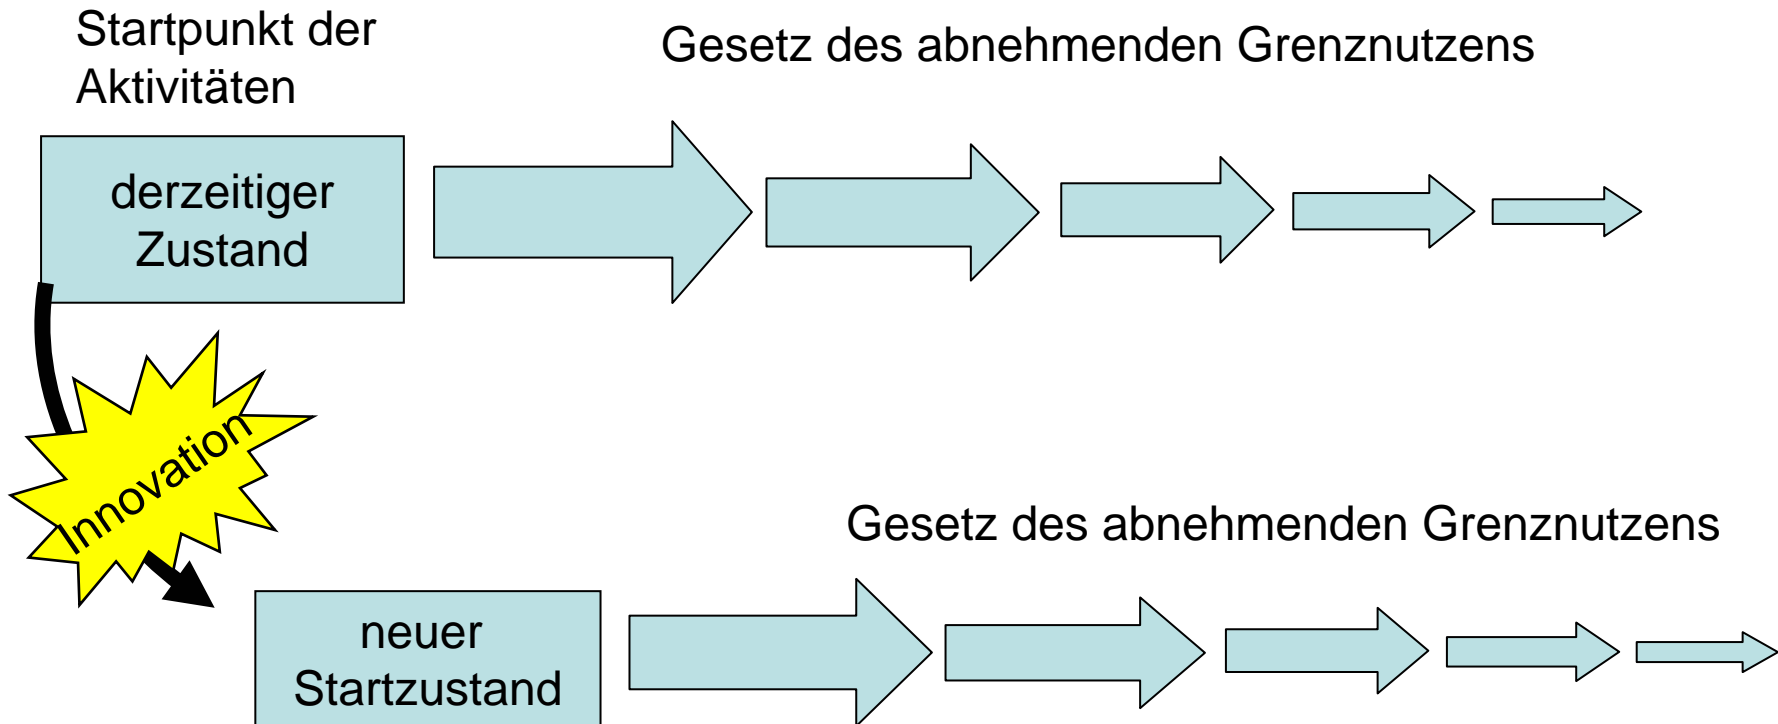 Startpunkt der
Aktivitäten
Gesetz des abnehmenden Grenznutzens
derzeitiger
Zustand
Innovation
Gesetz des abnehmenden Grenznutzens
neuer
Startzustand